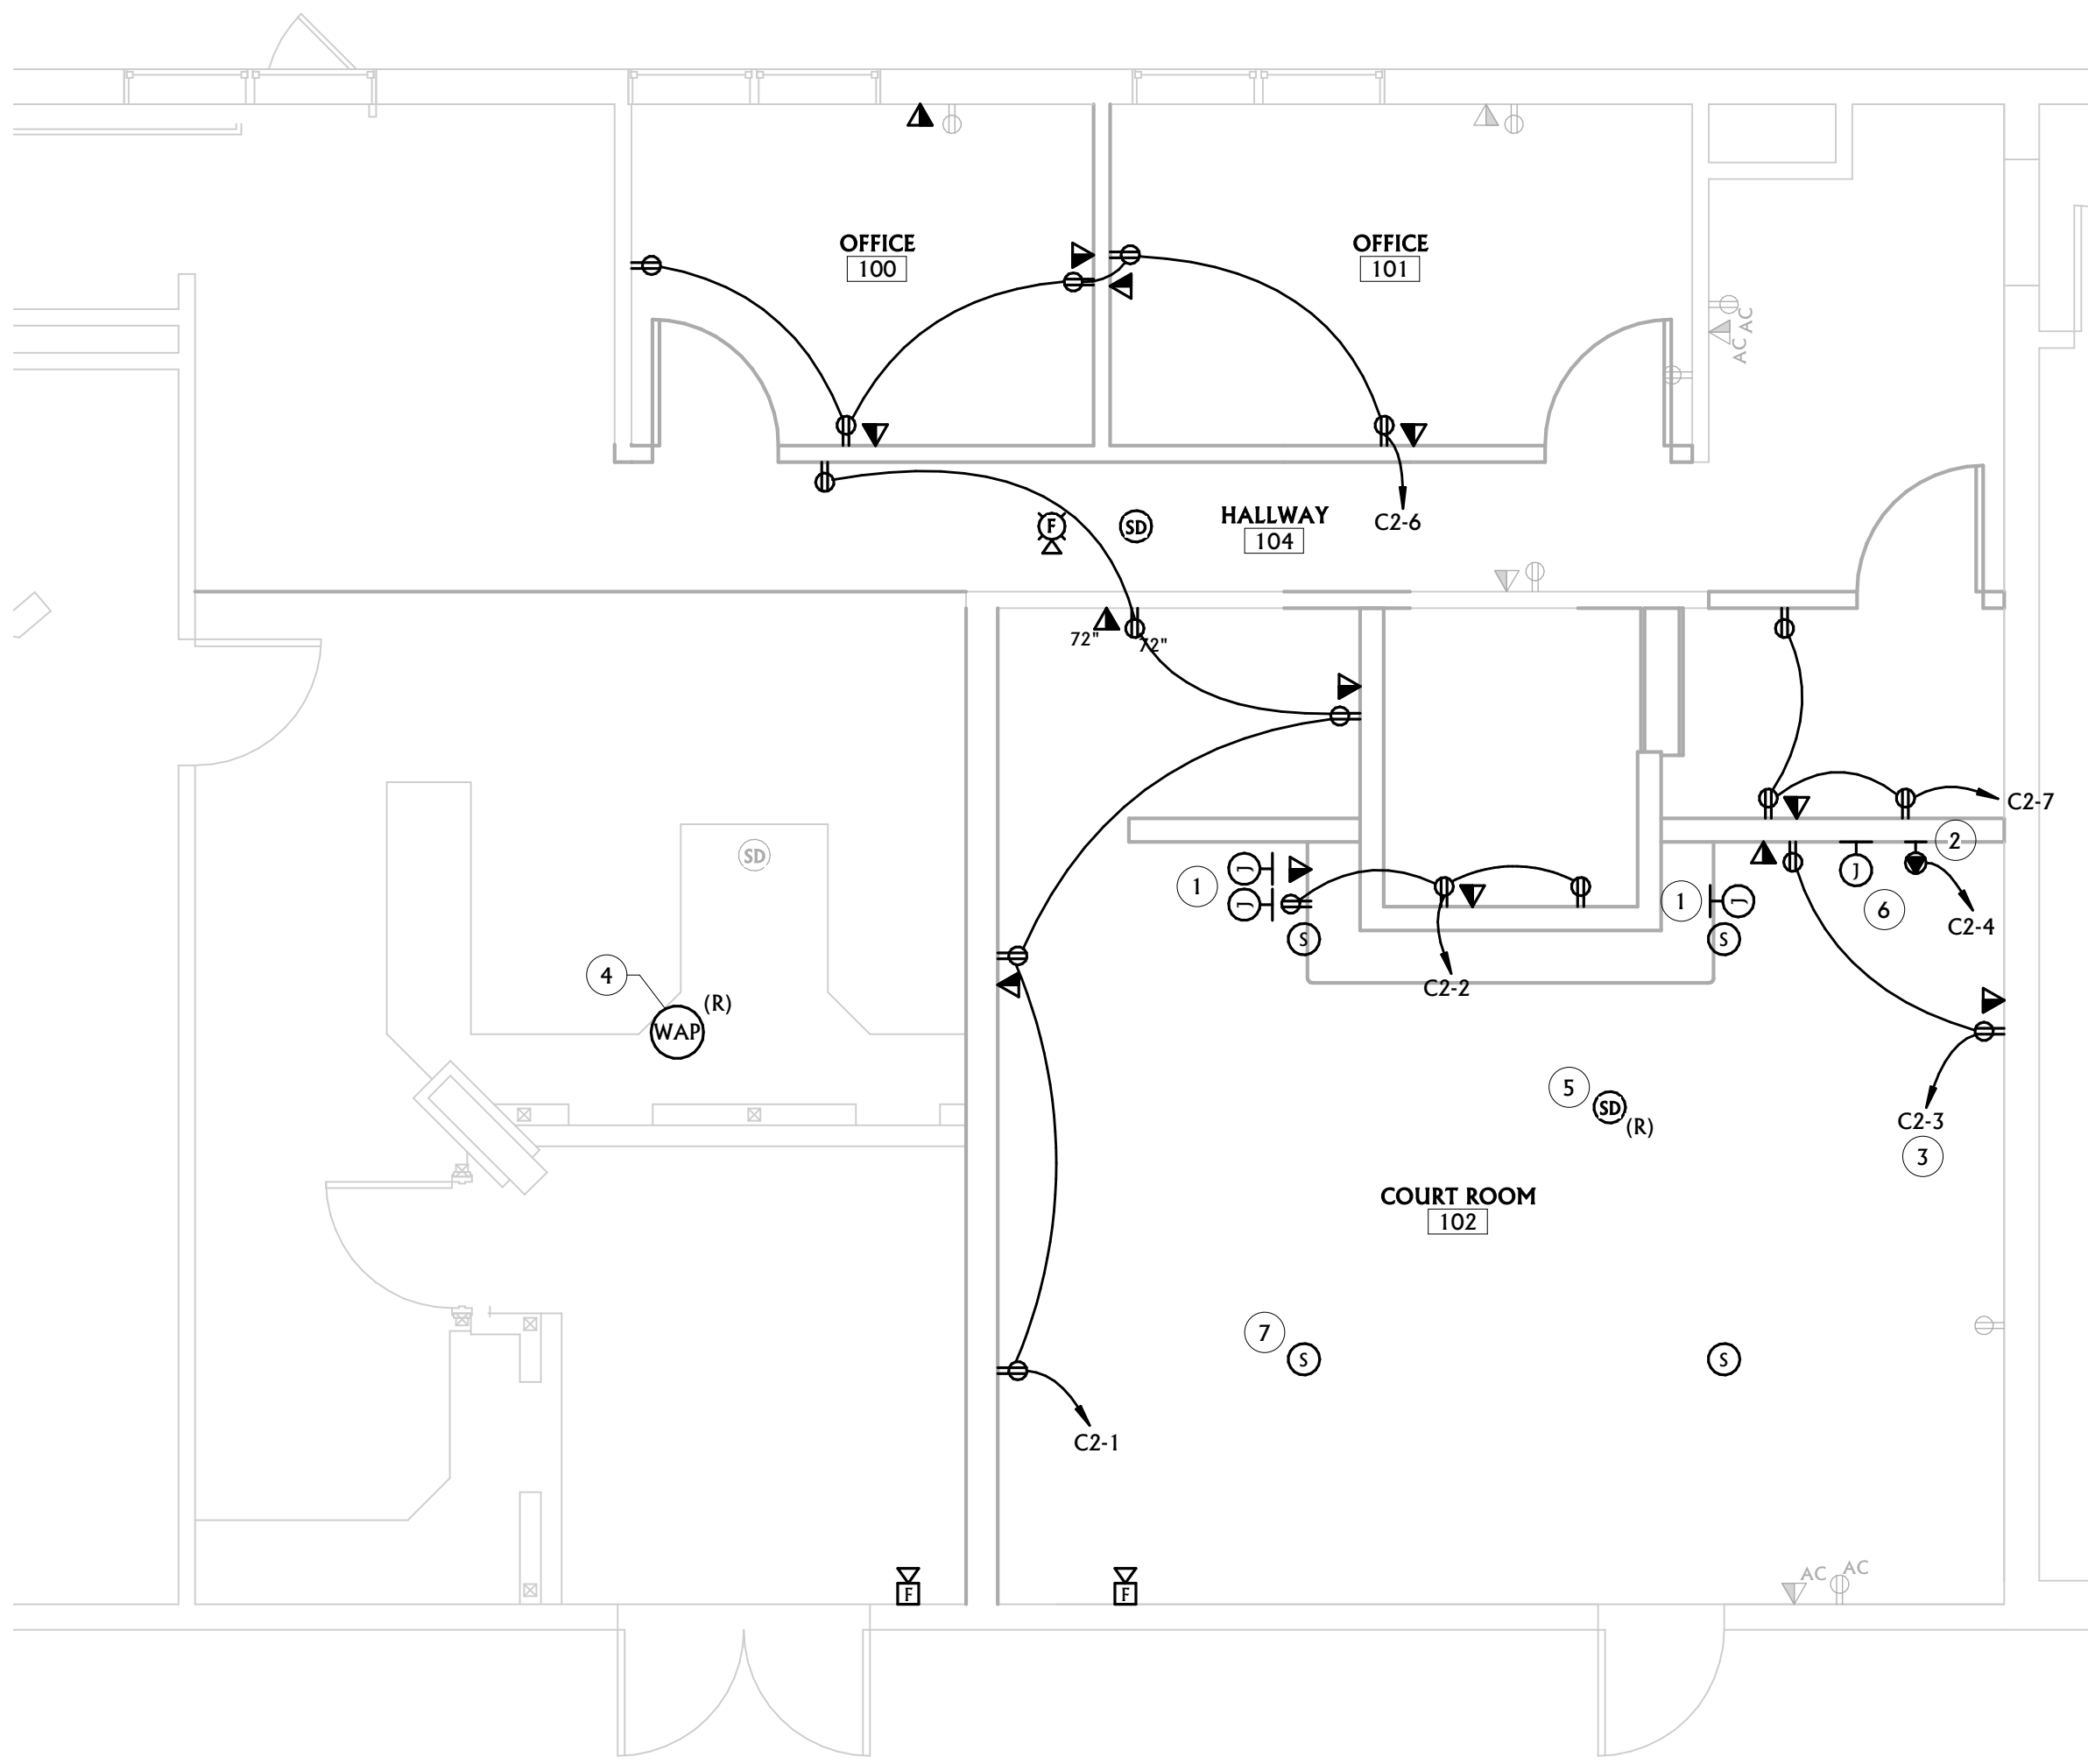 OFFICE
100
OFFICE
101
AC
AC
HALLWAY
104
C2-6
F
SD
72"
72"
C2-7
2
SD
1
J
J
1
J
J
6
C2-4
S
S
4
(R)
WAP
C2-2
5
SD
(R)
C2-3
3
COURT ROOM
102
7
S
S
C2-1
F
F
AC
AC